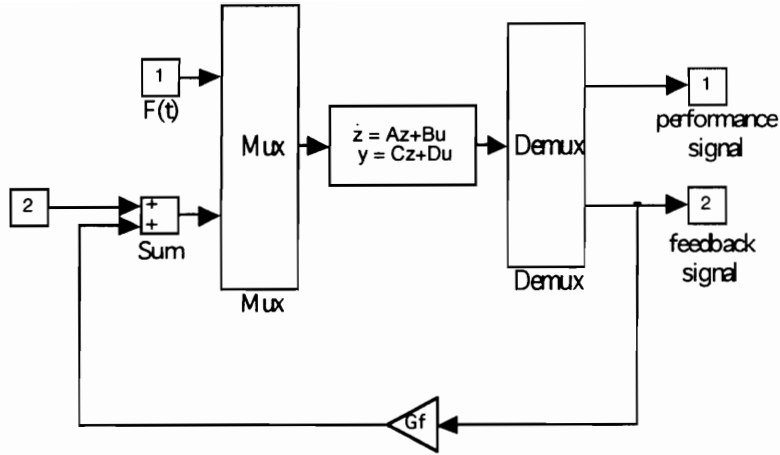 1
F(t)
Mux
ż = Az+Bu
y = Cz+Du
Demux
1
performance
signal
2
+
+
Sum
2
feedback
signal
Mux
Demux
Gf